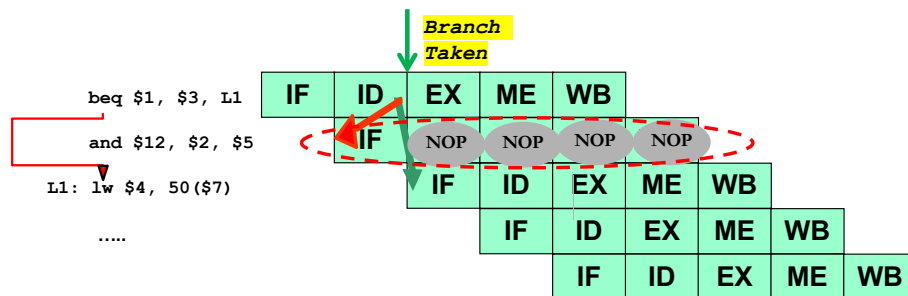 Branch
Taken
beq $1, $3, L1 IF ID EX ME WB
and $12, $2, $5 IF NOP NOP NOP NOP
L1: lw $4, 50($7) IF ID EX ME WB
….. IF ID EX ME WB
IF ID EX ME WB